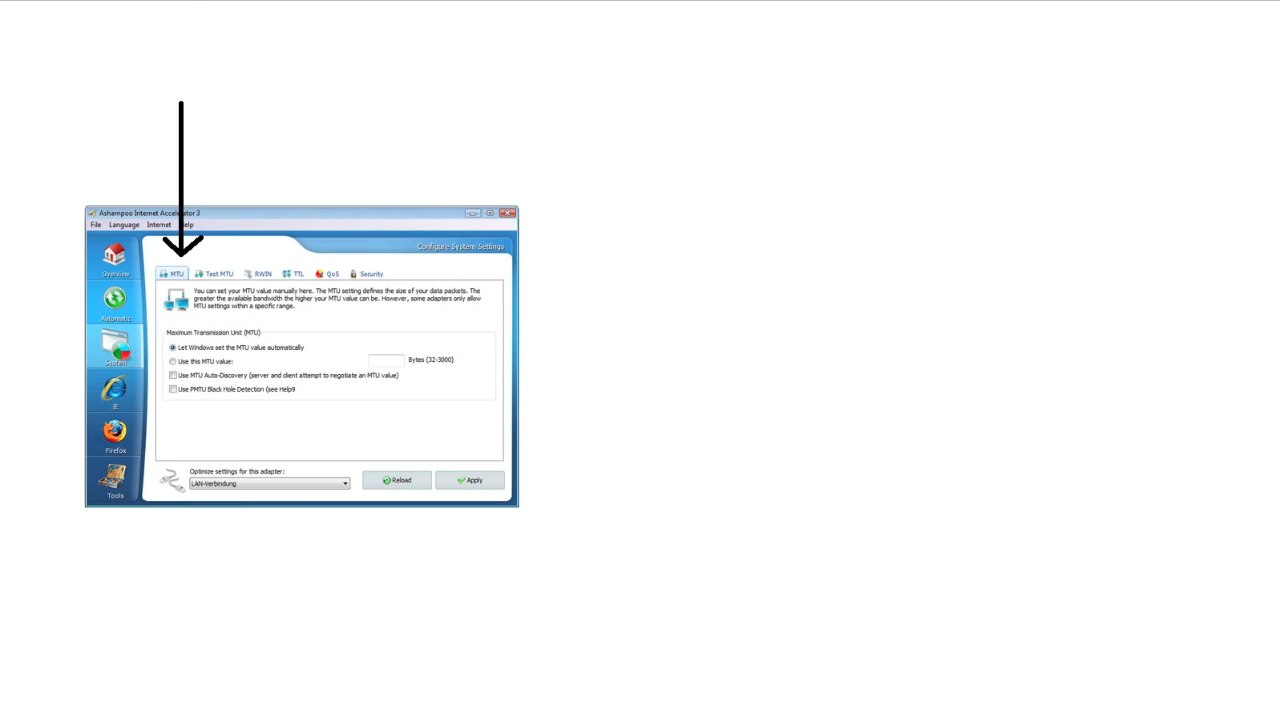 Ashampoo Internet Accelerator 3
File Language Internet Help
Configure System Settings
Overview
Automatic
System
IE
Firefox
Tools
MTU Test MTU RWIN TTL QoS Security
You can set your MTU value manually here. The MTU setting defines the size of your data packets. The
greater the available bandwidth the higher your MTU value can be. However, some adapters only allow
MTU settings within a specific range.
Maximum Transmission Unit (MTU)
Let Windows set the MTU value automatically
Use this MTU value: Bytes (32-3000)
Use MTU Auto-Discovery (server and client attempt to negotiate an MTU value)
Use PMTU Black Hole Detection (see Help9
Optimize settings for this adapter:
LAN-Verbindung
Reload Apply